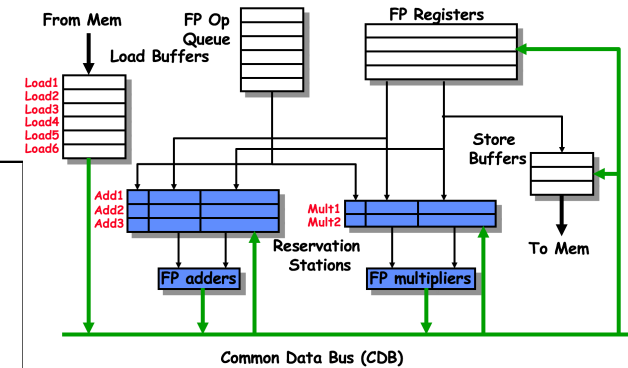 From Mem
FP Op
Queue
FP Registers
Load Buffers
Load1
Load2
Load3
Load4
Load5
Load6
Store
Buffers
Add1
Add2
Add3
Mult1
Mult2
Reservation
Stations
To Mem
FP adders
FP multipliers
Common Data Bus (CDB)